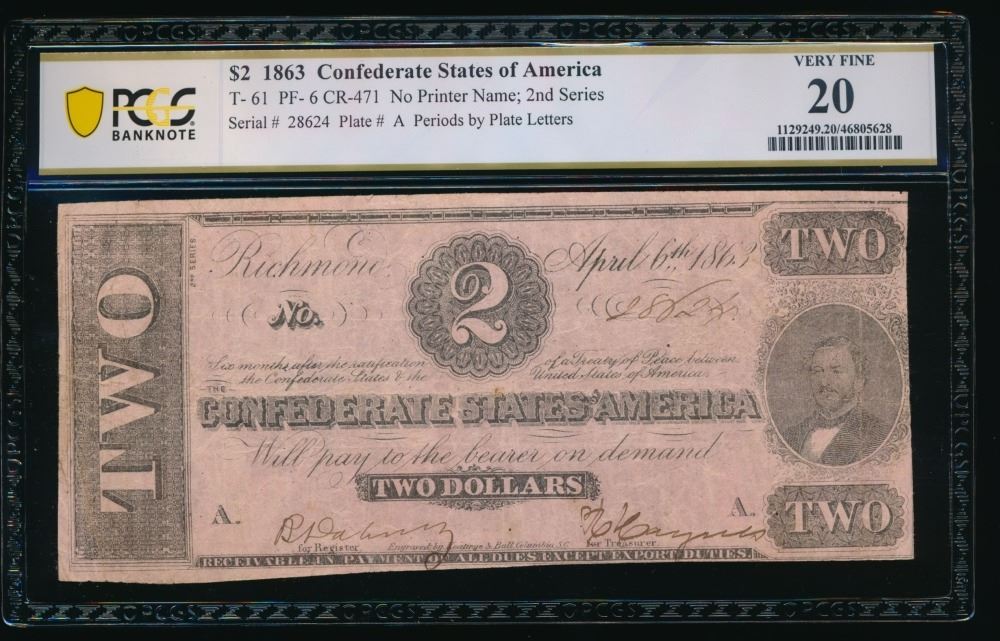 $2 1863 Confederate States of America
T- 61 PF- 6 CR-471 No Printer Name; 2nd Series
Serial # 28624 Plate # A Periods by Plate Letters
PCGS
BANKNOTE
VERY FINE
20
1129249.20/46805628
TWO
2ND SERIES
Richmond, April 6th, 1863
TWO
No. 2 28624
Six months after the ratification of a Treaty of Peace between
the Confederate States & the United States of America
THE
CONFEDERATE STATES AMERICA
Will pay to the bearer on demand
TWO DOLLARS
A. A.
TWO
for Register. Engraved by Keatinge & Ball, Columbia, S.C. for Treasurer.
RECEIVABLE IN PAYMENT OF ALL DUES EXCEPT EXPORT DUTIES.